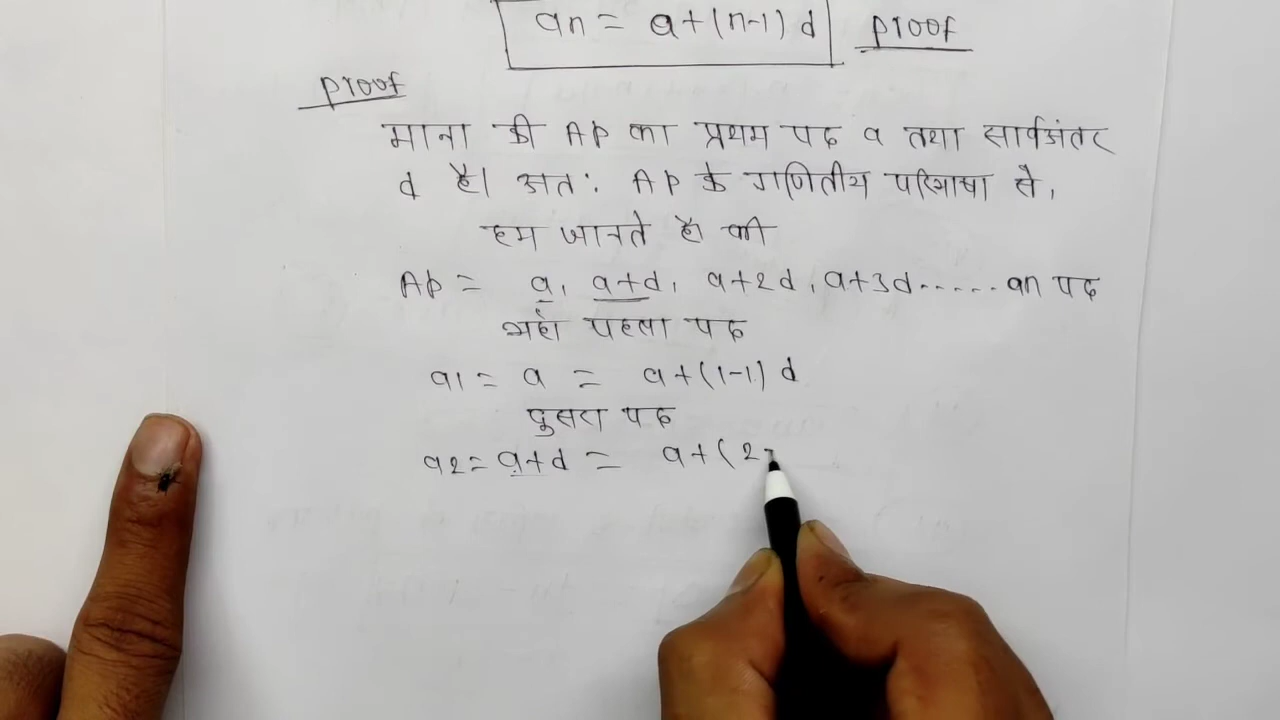 an = a+(n-1) d proof
proof
माना की AP का प्रथम पद a तथा सार्वअंतर
d है। अतः AP के गणितीय परिभाषा से,
हम जानते है। की
AP = a, a+d, a+2d, a+3d..... an पद
यहाँ पहला पद
a1 = a = a+(1-1) d
दुसरा पद
a2 = a+d = a+(2-